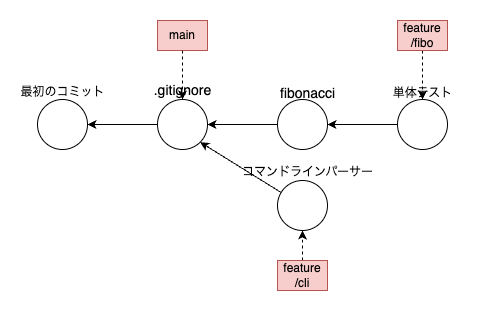 main
feature
/fibo
最初のコミット
.gitignore
fibonacci
単体テスト
コマンドラインパーサー
feature
/cli